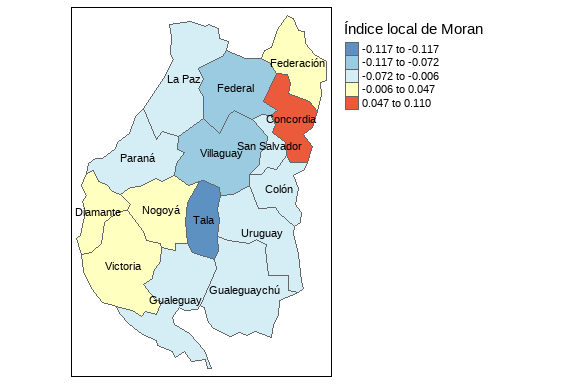 Índice local de Moran
-0.117 to -0.117
-0.117 to -0.072
-0.072 to -0.006
-0.006 to 0.047
0.047 to 0.110
Federación
La Paz
Federal
Concordia
San Salvador
Villaguay
Paraná
Colón
Diamante
Nogoyá
Tala
Uruguay
Victoria
Gualeguay
Gualeguaychú